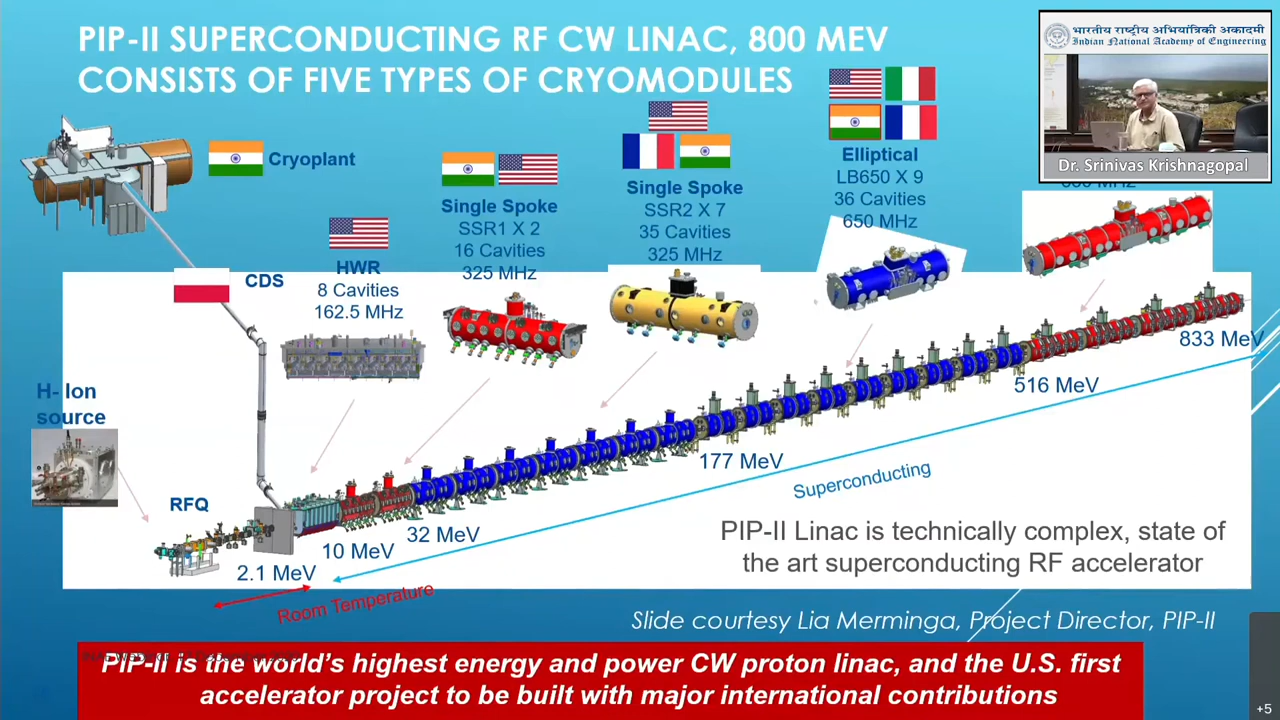 PIP-II SUPERCONDUCTING RF CW LINAC, 800 MEV
CONSISTS OF FIVE TYPES OF CRYOMODULES
भारतीय राष्ट्रीय अभियांत्रिकी अकादमी
Indian National Academy of Engineering
Dr. Srinivas Krishnagopal
Cryoplant
Single Spoke
SSR1 X 2
16 Cavities
325 MHz
Single Spoke
SSR2 X 7
35 Cavities
325 MHz
Elliptical
LB650 X 9
36 Cavities
650 MHz
CDS
HWR
8 Cavities
162.5 MHz
H- Ion
source
RFQ
2.1 MeV
10 MeV
32 MeV
177 MeV
516 MeV
833 MeV
Room Temperature
Superconducting
PIP-II Linac is technically complex, state of
the art superconducting RF accelerator
Slide courtesy Lia Merminga, Project Director, PIP-II
PIP-II is the world's highest energy and power CW proton linac, and the U.S. first
accelerator project to be built with major international contributions
+5